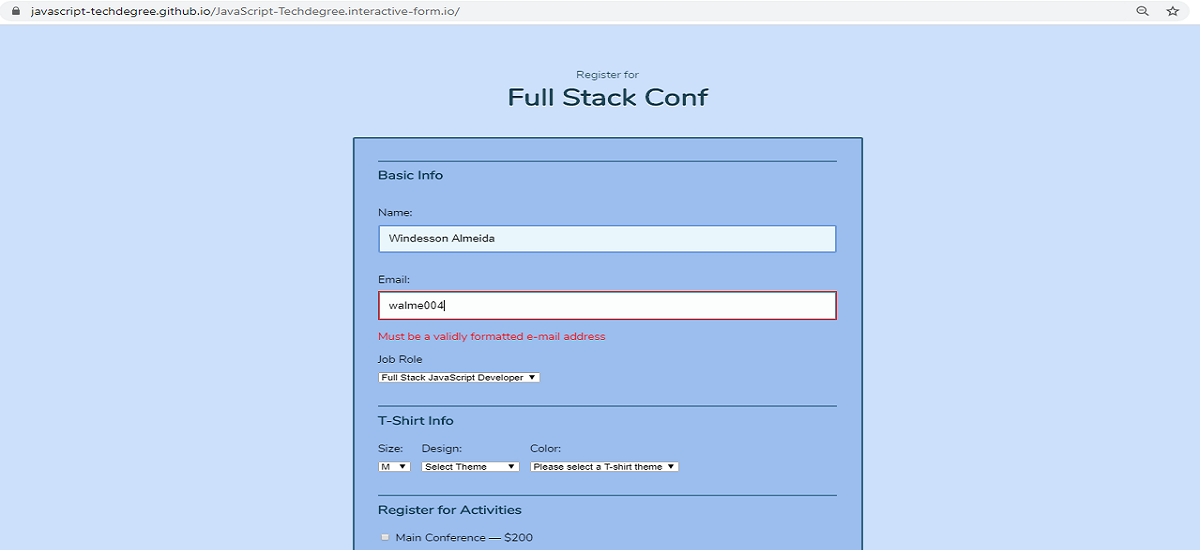 javascript-techdegree.github.io/JavaScript-Techdegree.interactive-form.io/
Register for
Full Stack Conf
Basic Info
Name:
Windesson Almeida
Email:
walme004
Must be a validly formatted e-mail address
Job Role
Full Stack JavaScript Developer
T-Shirt Info
Size: Design: Color:
M Select Theme Please select a T-shirt theme
Register for Activities
Main Conference — $200